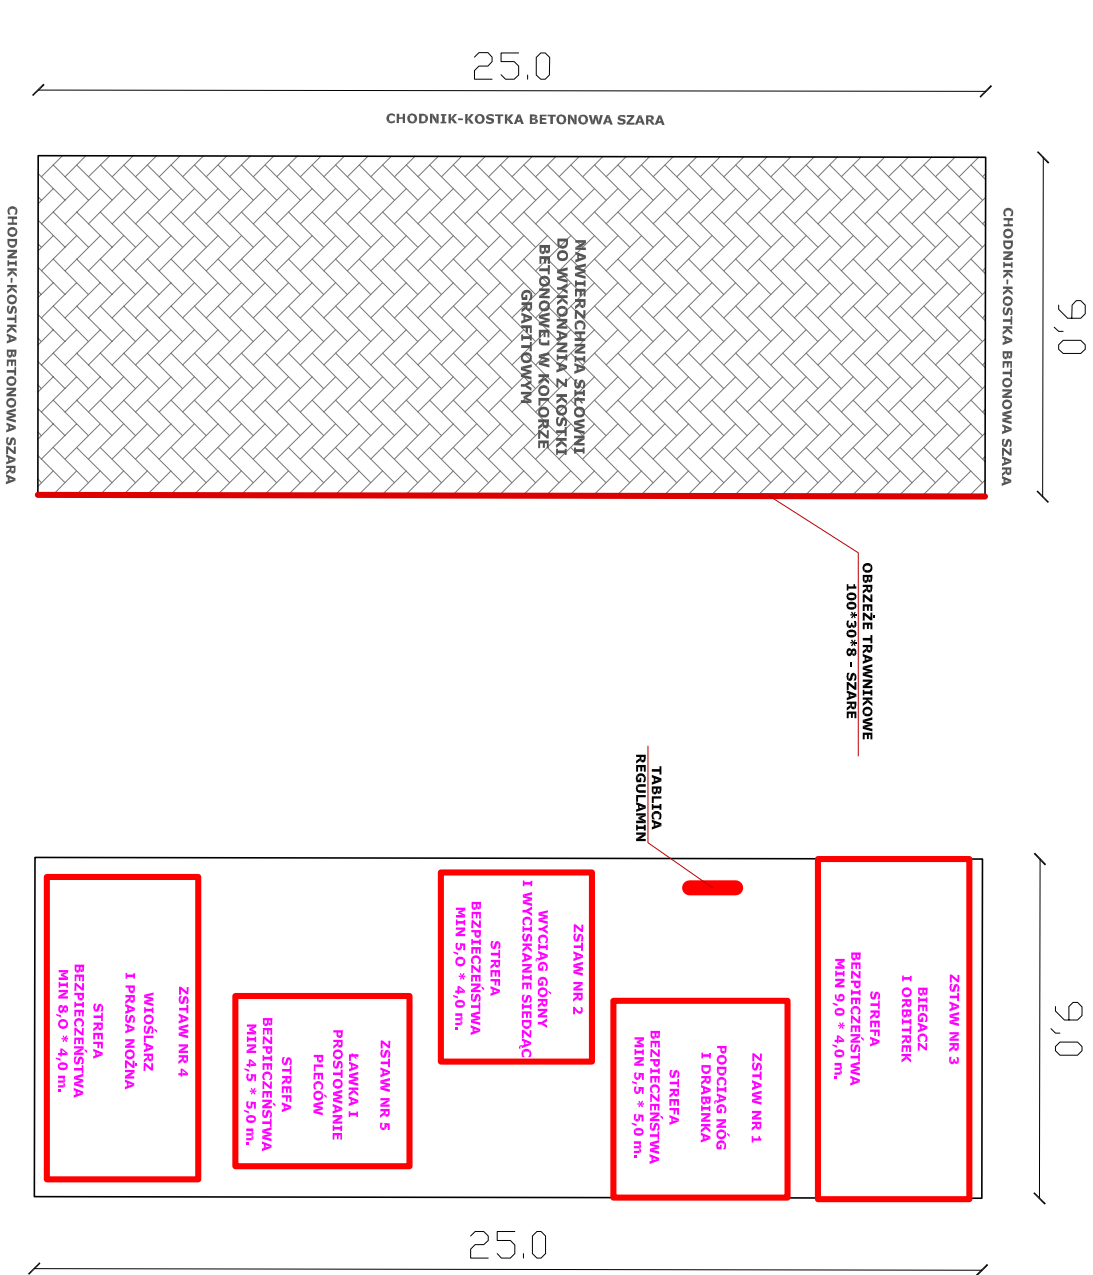 25.0
CHODNIK-KOSTKA BETONOWA SZARA
CHODNIK-KOSTKA BETONOWA SZARA
NAWIERZCHNIA SIŁOWNI
DO WYKONANIA Z KOSTKI
BETONOWEJ W KOLORZE
GRAFITOWYM
CHODNIK-KOSTKA BETONOWA SZARA
9,0
OBRZEŻE TRAWNIKOWE
100*30*8 - SZARE
TABLICA
REGULAMIN
ZSTAW NR 3
BIEGACZ
I ORBITREK
STREFA
BEZPIECZEŃSTWA
MIN 9,0 * 4,0 m.
ZSTAW NR 1
PODCIĄG NÓG
I DRABINKA
STREFA
BEZPIECZEŃSTWA
MIN 5,5 * 5,0 m.
ZSTAW NR 2
WYCIĄG GÓRNY
I WYCISKANIE SIEDZĄC
STREFA
BEZPIECZEŃSTWA
MIN 5,O * 4,0 m.
ZSTAW NR 5
ŁAWKA I
PROSTOWANIE
PLECÓW
STREFA
BEZPIECZEŃSTWA
MIN 4,5 * 5,0 m.
ZSTAW NR 4
WIOŚLARZ
I PRASA NOŻNA
STREFA
BEZPIECZEŃSTWA
MIN 8,O * 4,0 m.
9,0
25.0